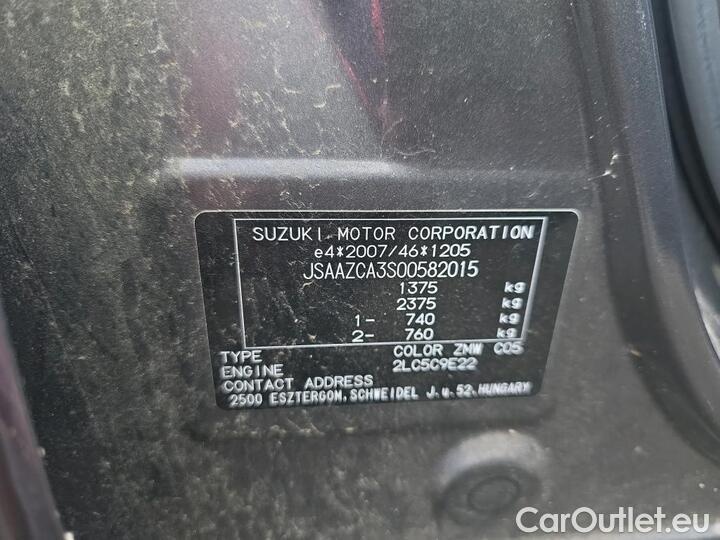 SUZUKI MOTOR CORPORATION
e4*2007/46*1205
JSAAZCA3S00582015
1375 kg
2375 kg
1- 740 kg
2- 760 kg
TYPE COLOR ZMW C05
ENGINE 2LC5C9E22
CONTACT ADDRESS
2500 ESZTERGOM, SCHWEIDEL J. u. 52, HUNGARY
CarOutlet.eu